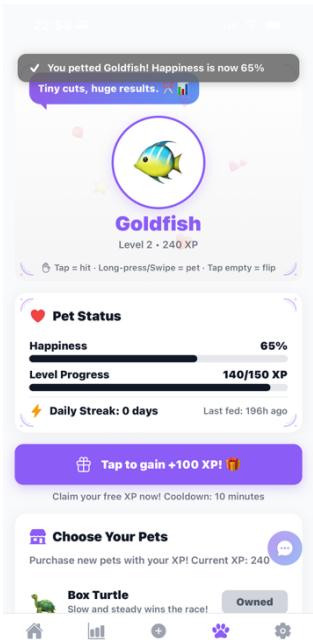 ✓ You petted Goldfish! Happiness is now 65%
Tiny cuts, huge results. ✂️📊
Goldfish
Level 2 • 240 XP
Tap = hit · Long-press/Swipe = pet · Tap empty = flip
Pet Status
Happiness 65%
Level Progress 140/150 XP
Daily Streak: 0 days Last fed: 196h ago
Tap to gain +100 XP! 🎁
Claim your free XP now! Cooldown: 10 minutes
Choose Your Pets
Purchase new pets with your XP! Current XP: 240
Box Turtle
Slow and steady wins the race!
Owned